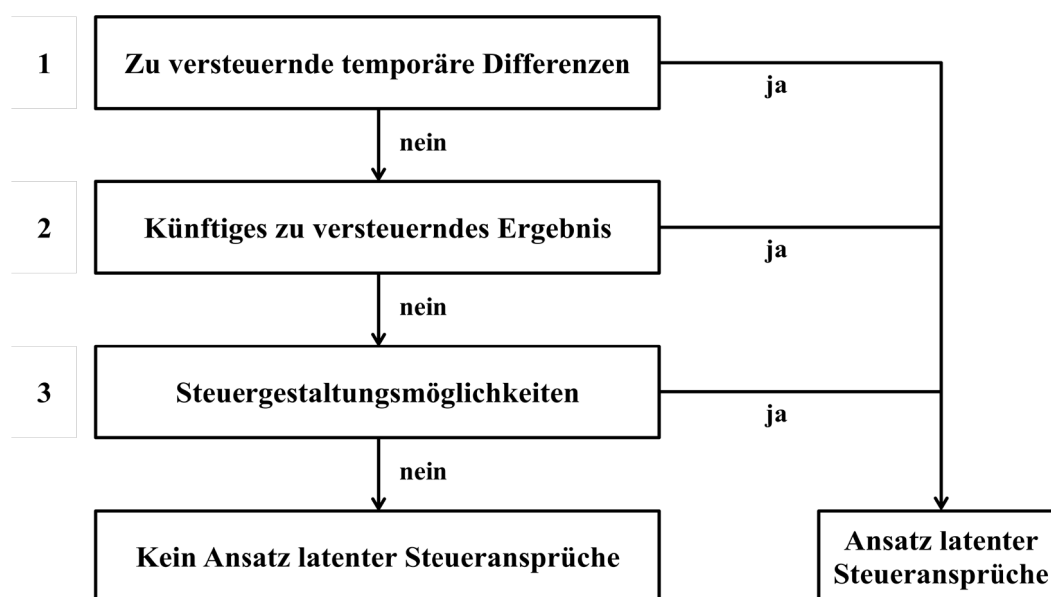 1
Zu versteuernde temporäre Differenzen
ja
nein
2
Künftiges zu versteuerndes Ergebnis
ja
nein
3
Steuergestaltungsmöglichkeiten
ja
nein
Kein Ansatz latenter Steueransprüche
Ansatz latenter
Steueransprüche